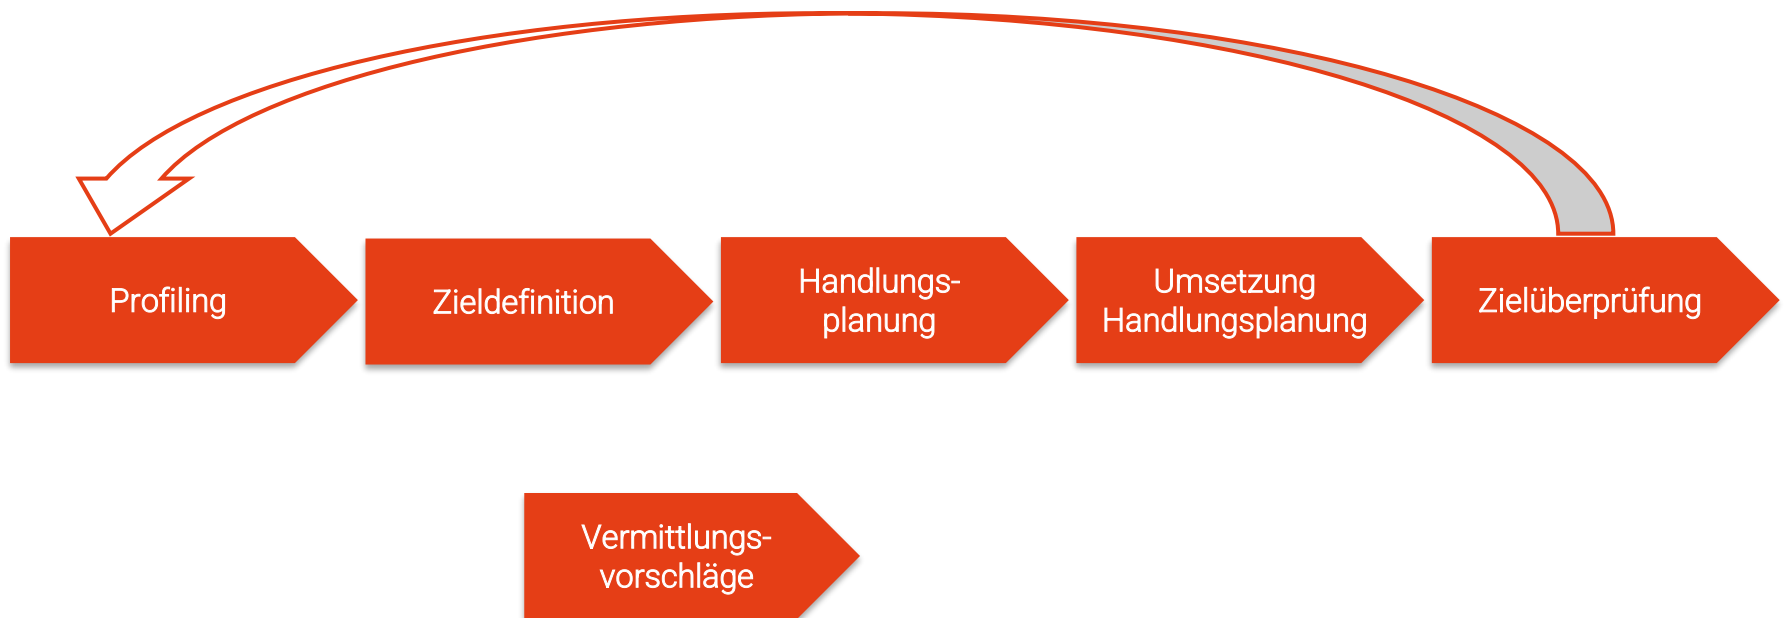 Profiling
Zieldefinition
Handlungs-
planung
Umsetzung
Handlungsplanung
Zielüberprüfung
Vermittlungs-
vorschläge